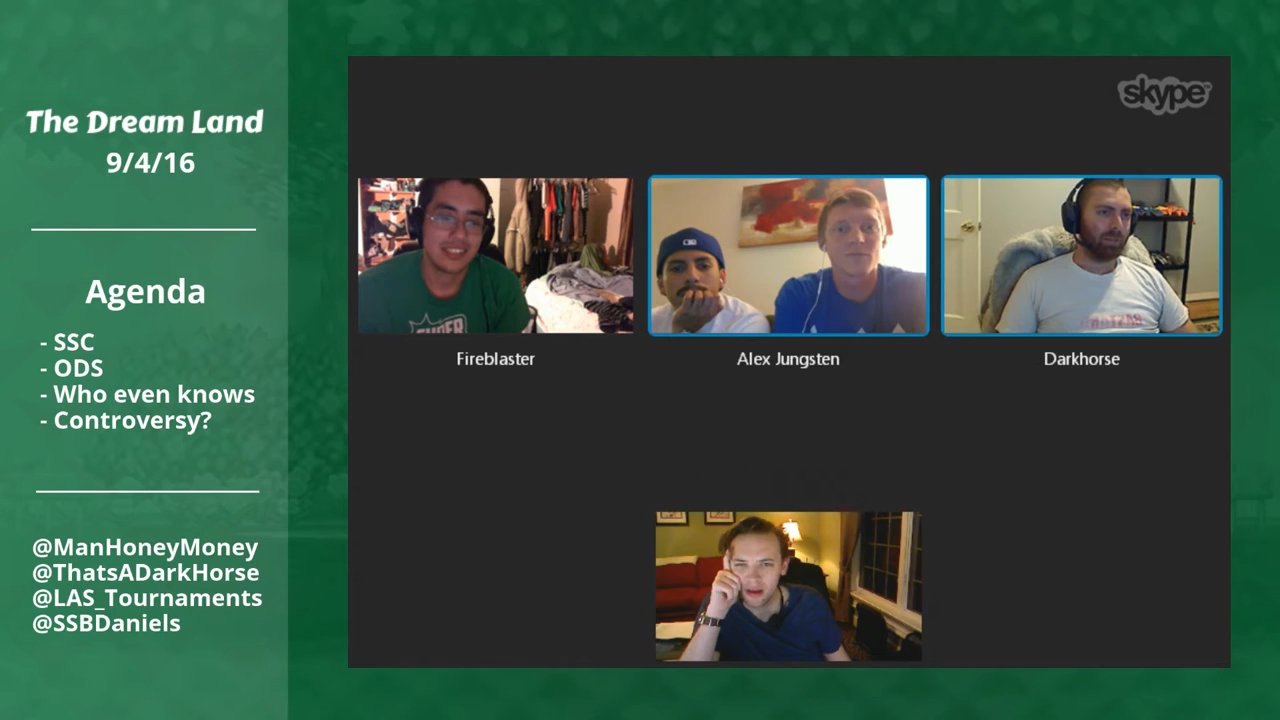 The Dream Land
9/4/16
Agenda
- SSC
- ODS
- Who even knows
- Controversy?
@ManHoneyMoney
@ThatsADarkHorse
@LAS_Tournaments
@SSBDaniels
skype
Fireblaster
Alex Jungsten
Darkhorse